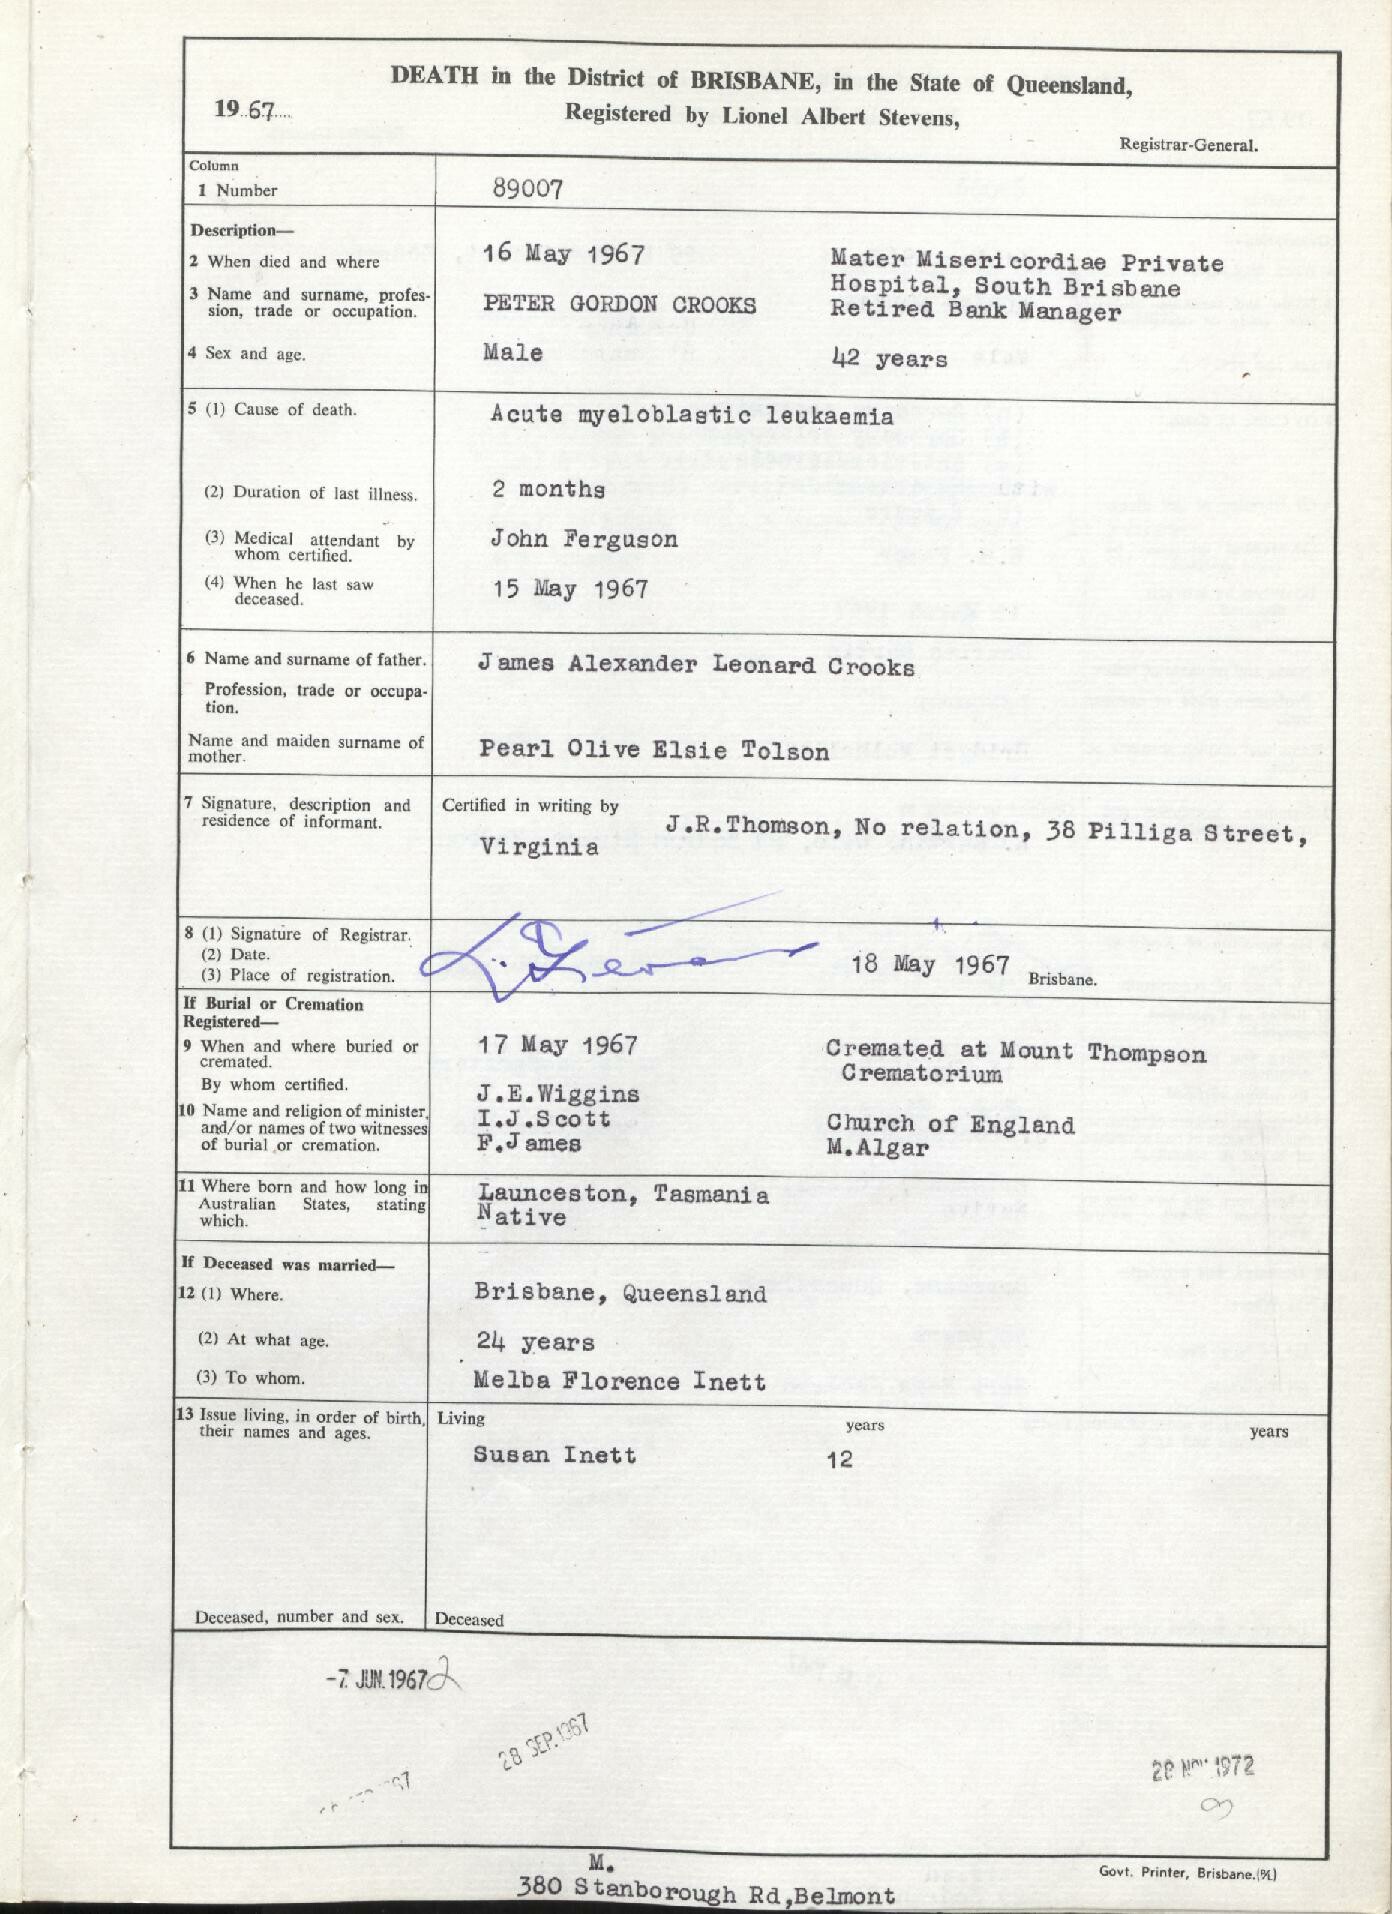 DEATH in the District of BRISBANE, in the State of Queensland,
19 67
Registered by Lionel Albert Stevens,
Registrar-General.
Column
1 Number 89007
Description—
2 When died and where 16 May 1967 Mater Misericordiae Private
Hospital, South Brisbane
3 Name and surname, profes-
sion, trade or occupation. PETER GORDON CROOKS Retired Bank Manager
4 Sex and age. Male 42 years
5 (1) Cause of death. Acute myeloblastic leukaemia
(2) Duration of last illness. 2 months
(3) Medical attendant by John Ferguson
whom certified.
(4) When he last saw 15 May 1967
deceased.
6 Name and surname of father. James Alexander Leonard Crooks
Profession, trade or occupa-
tion.
Name and maiden surname of Pearl Olive Elsie Tolson
mother.
7 Signature, description and Certified in writing by
residence of informant. J.R.Thomson, No relation, 38 Pilliga Street,
Virginia
8 (1) Signature of Registrar.
(2) Date. 18 May 1967
(3) Place of registration. Brisbane.
If Burial or Cremation
Registered—
9 When and where buried or 17 May 1967 Cremated at Mount Thompson
cremated. Crematorium
By whom certified. J.E.Wiggins
10 Name and religion of minister, I.J.Scott Church of England
and/or names of two witnesses
of burial or cremation. F.James M.Algar
11 Where born and how long in Launceston, Tasmania
Australian States, stating Native
which.
If Deceased was married—
12 (1) Where. Brisbane, Queensland
(2) At what age. 24 years
(3) To whom. Melba Florence Inett
13 Issue living, in order of birth, Living years years
their names and ages. Susan Inett 12
Deceased, number and sex. Deceased
-7 JUN. 1967 2
28 SEP. 1967
1972
M.
Govt. Printer, Brisbane.
380 Stanborough Rd,Belmont